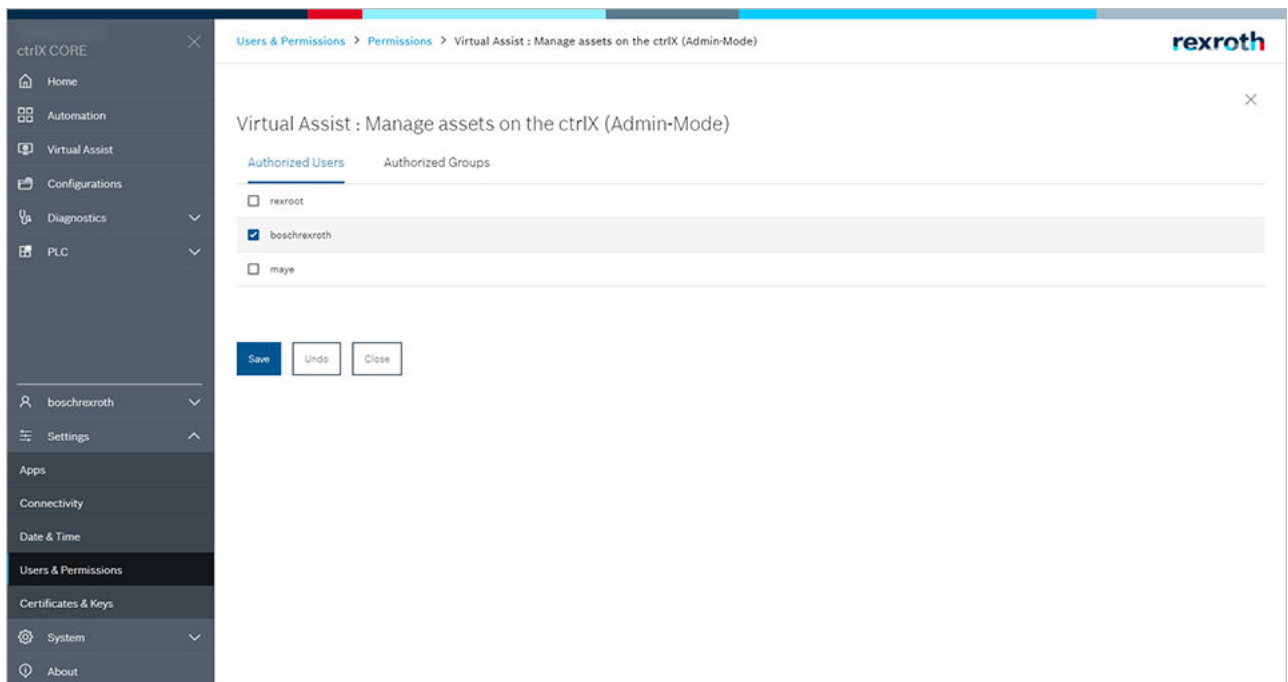 ctrlX CORE
Home
Automation
Virtual Assist
Configurations
Diagnostics
PLC
boschrexroth
Settings
Apps
Connectivity
Date & Time
Users & Permissions
Certificates & Keys
System
About
Users & Permissions > Permissions > Virtual Assist : Manage assets on the ctrlX (Admin-Mode)
rexroth
Virtual Assist : Manage assets on the ctrlX (Admin-Mode)
Authorized Users Authorized Groups
rexroot
boschrexroth
maye
Save Undo Close